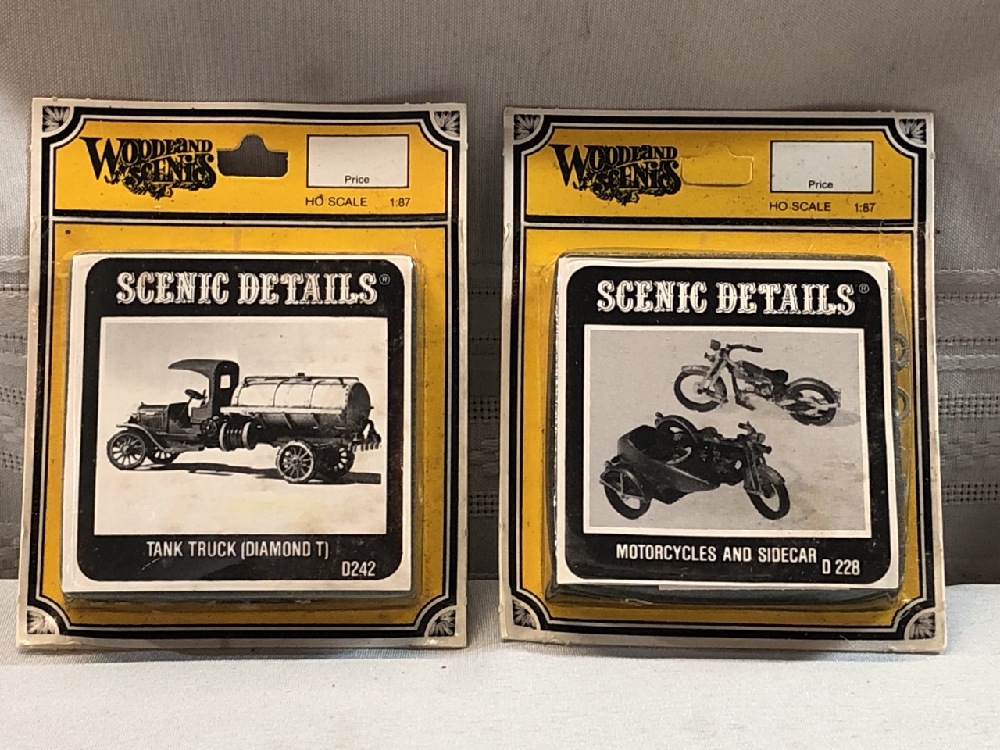 WOODLAND
SCENICS
Price
HO SCALE 1:87
SCENIC DETAILS®
TANK TRUCK (DIAMOND T)
D242
WOODLAND
SCENICS
Price
HO SCALE 1:87
SCENIC DETAILS®
MOTORCYCLES AND SIDECAR
D 228